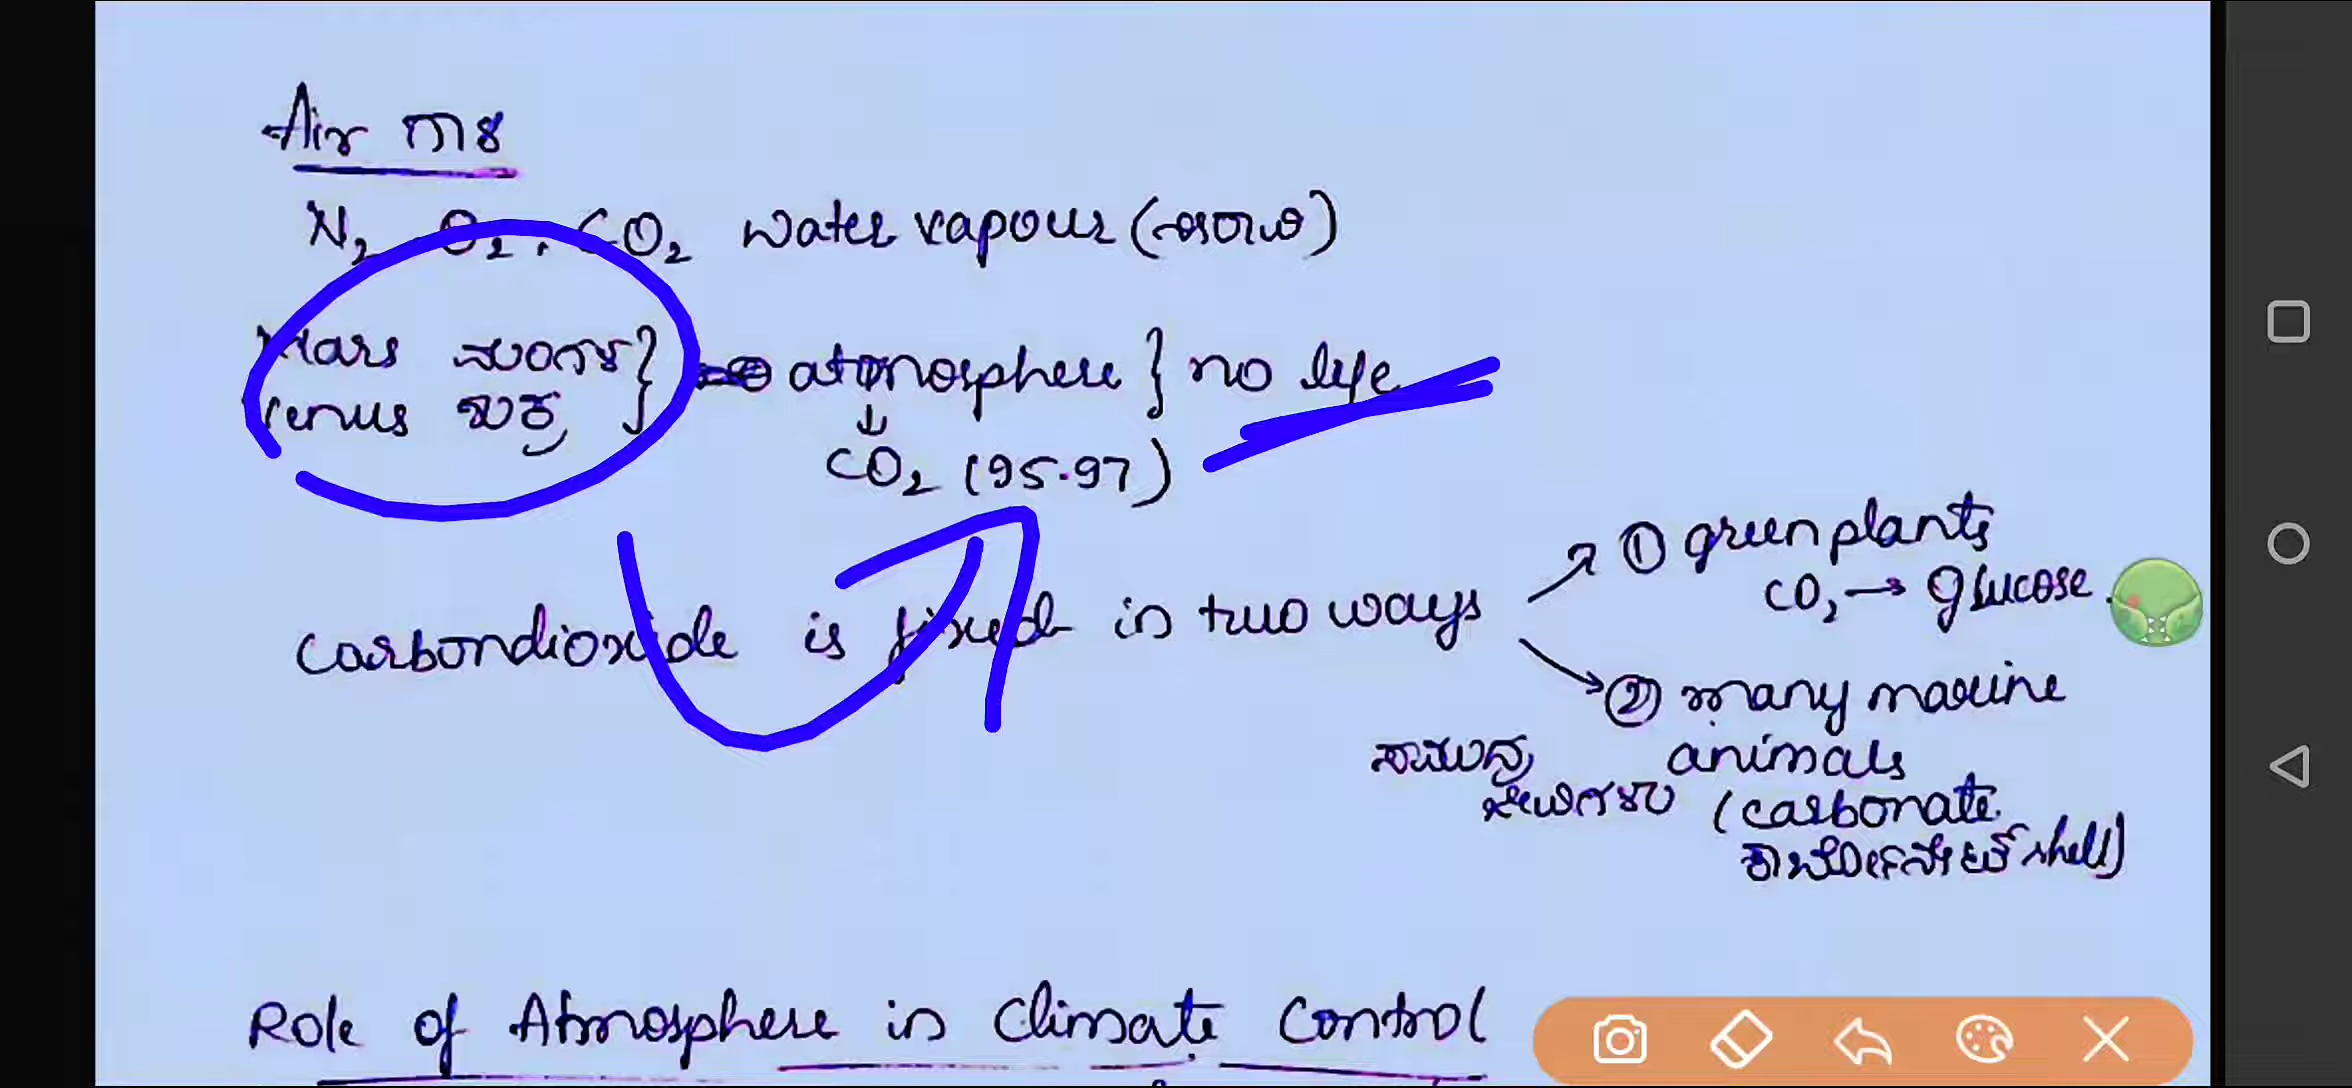 Air ಗಾಳಿ
N₂ O₂, CO₂ water vapour (ನೀರಾವಿ)
Mars ಮಂಗಳ } atmosphere } no life
Venus ಶುಕ್ರ
↓
CO₂ (95-97)
① green plants
CO₂ → Glucose
Carbondioxide is fixed in two ways
② many marine
ಸಾಮುದ್ರ animals
ಜೀವಿಗಳು (carbonate
ಕಾರ್ಬೋನೇಟ್ shell)
Role of Atmosphere in Climate Control